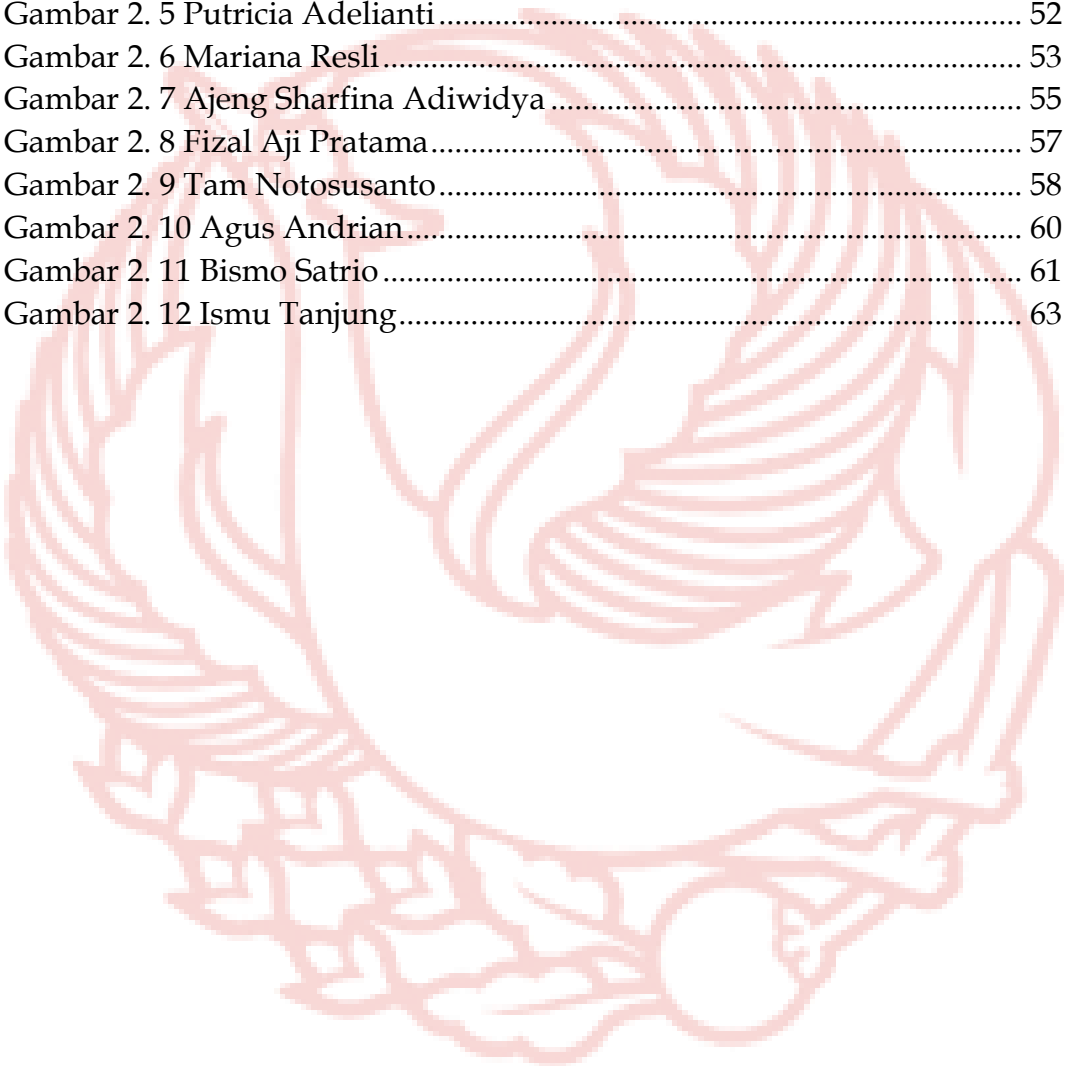 Gambar 2. 5 Putricia Adelianti........................................................................... 52
Gambar 2. 6 Mariana Resli.................................................................................. 53
Gambar 2. 7 Ajeng Sharfina Adiwidya............................................................. 55
Gambar 2. 8 Fizal Aji Pratama............................................................................ 57
Gambar 2. 9 Tam Notosusanto........................................................................... 58
Gambar 2. 10 Agus Andrian............................................................................... 60
Gambar 2. 11 Bismo Satrio.................................................................................. 61
Gambar 2. 12 Ismu Tanjung................................................................................ 63